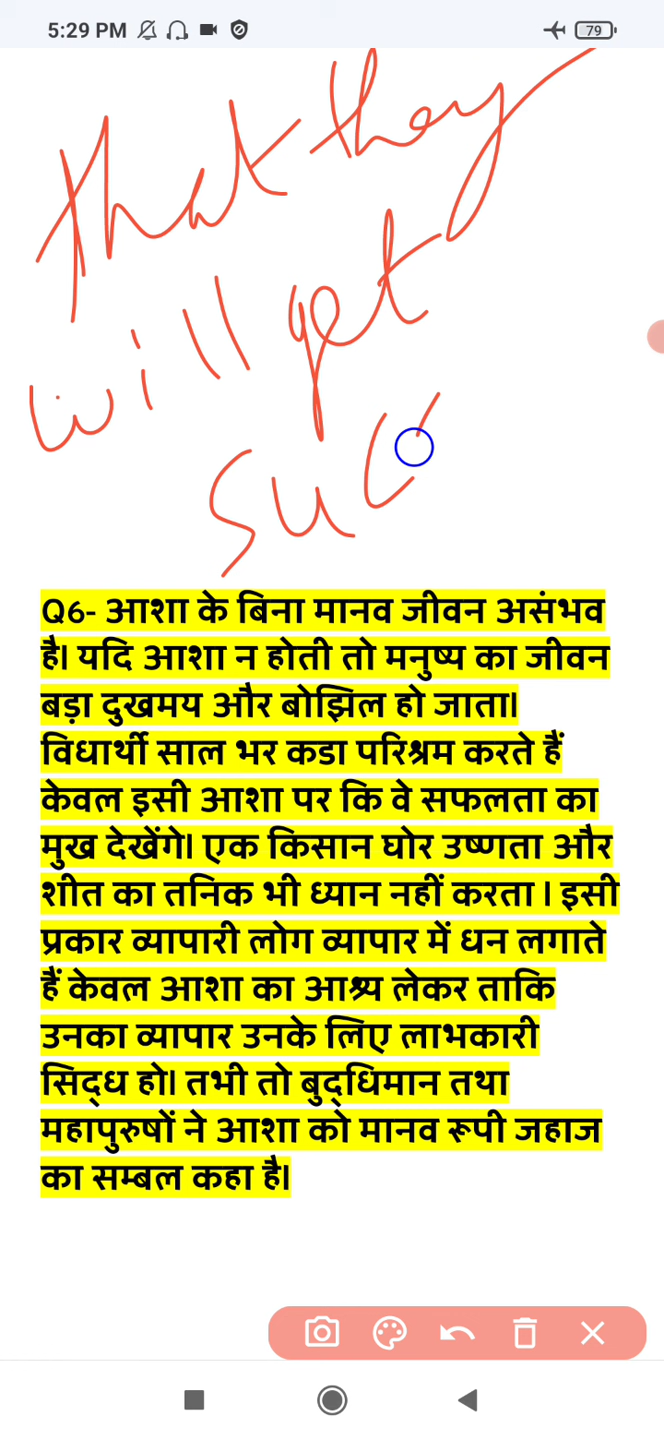 5:29 PM
79
that they
will get
suc
Q6- आशा के बिना मानव जीवन असंभव
है। यदि आशा न होती तो मनुष्य का जीवन
बड़ा दुखमय और बोझिल हो जाता।
विधार्थी साल भर कडा परिश्रम करते हैं
केवल इसी आशा पर कि वे सफलता का
मुख देखेंगे। एक किसान घोर उष्णता और
शीत का तनिक भी ध्यान नहीं करता । इसी
प्रकार व्यापारी लोग व्यापार में धन लगाते
हैं केवल आशा का आश्र्य लेकर ताकि
उनका व्यापार उनके लिए लाभकारी
सिद्ध हो। तभी तो बुद्धिमान तथा
महापुरुषों ने आशा को मानव रूपी जहाज
का सम्बल कहा है।